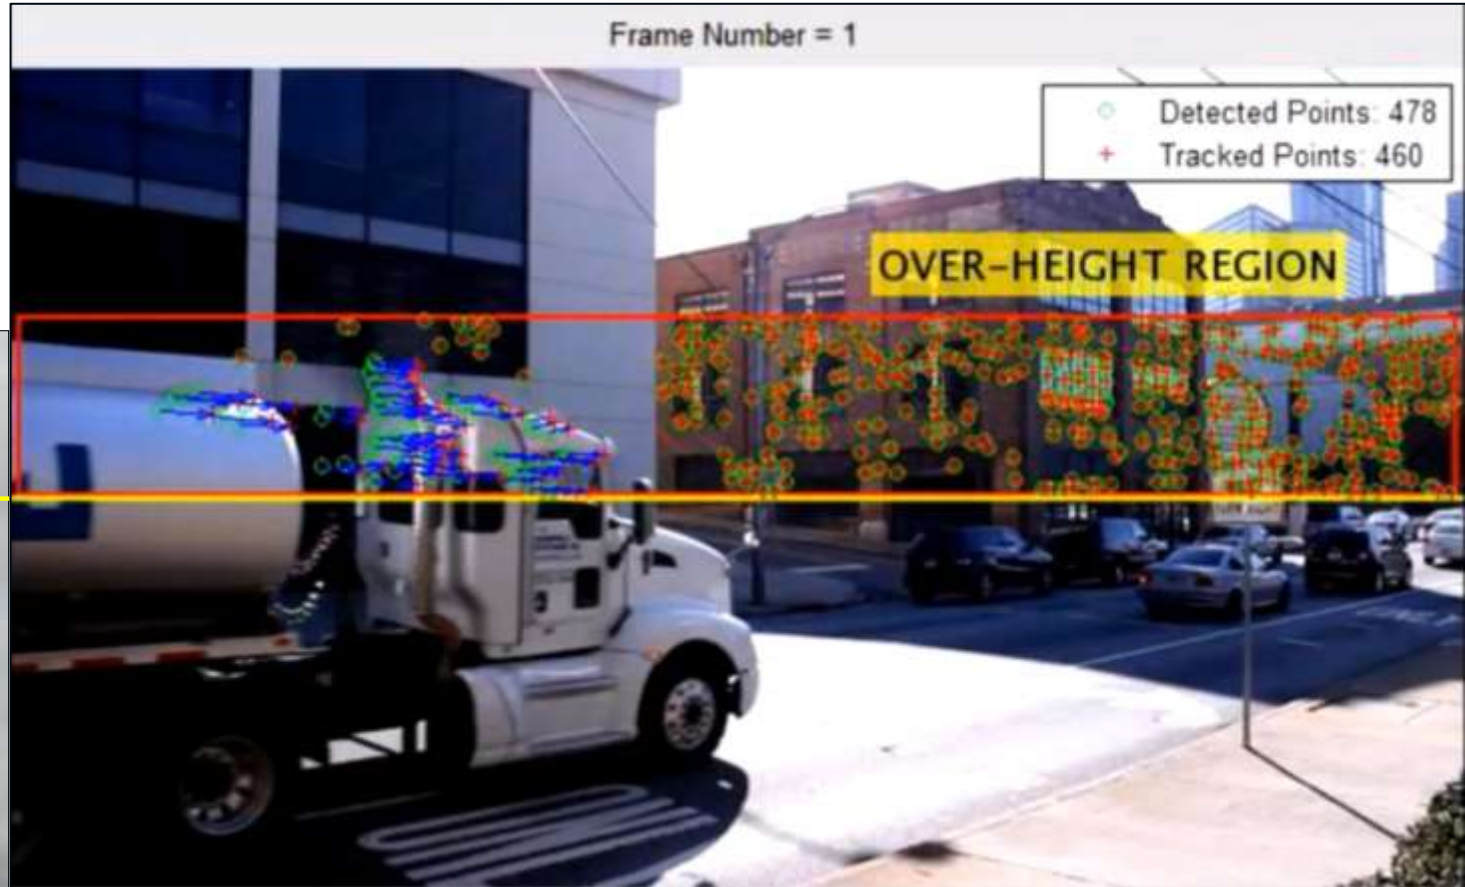 Frame Number = 1
Detected Points: 478
Tracked Points: 460
OVER-HEIGHT REGION